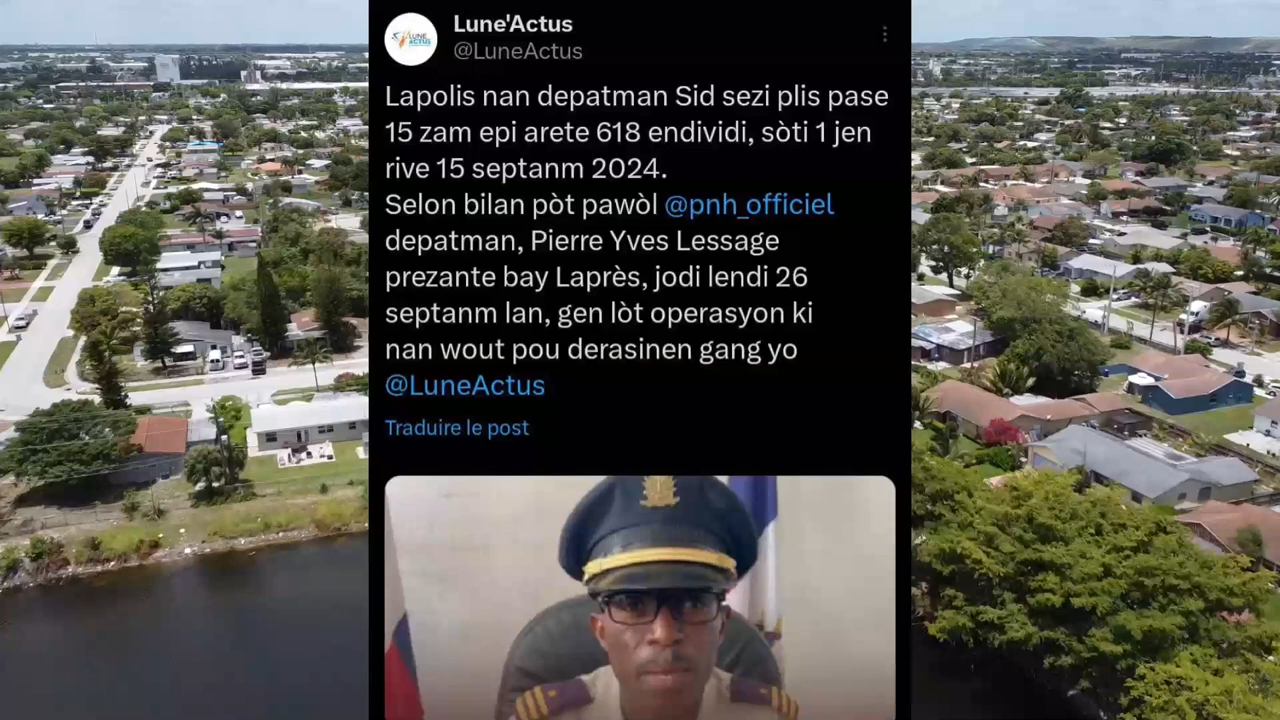 LUNE
ACTUS
Lune'Actus
@LuneActus
Lapolis nan depatman Sid sezi plis pase
15 zam epi arete 618 endividi, sòti 1 jen
rive 15 septanm 2024.
Selon bilan pòt pawòl @pnh_officiel
depatman, Pierre Yves Lessage
prezante bay Laprès, jodi lendi 26
septanm lan, gen lòt operasyon ki
nan wout pou derasinen gang yo
@LuneActus
Traduire le post